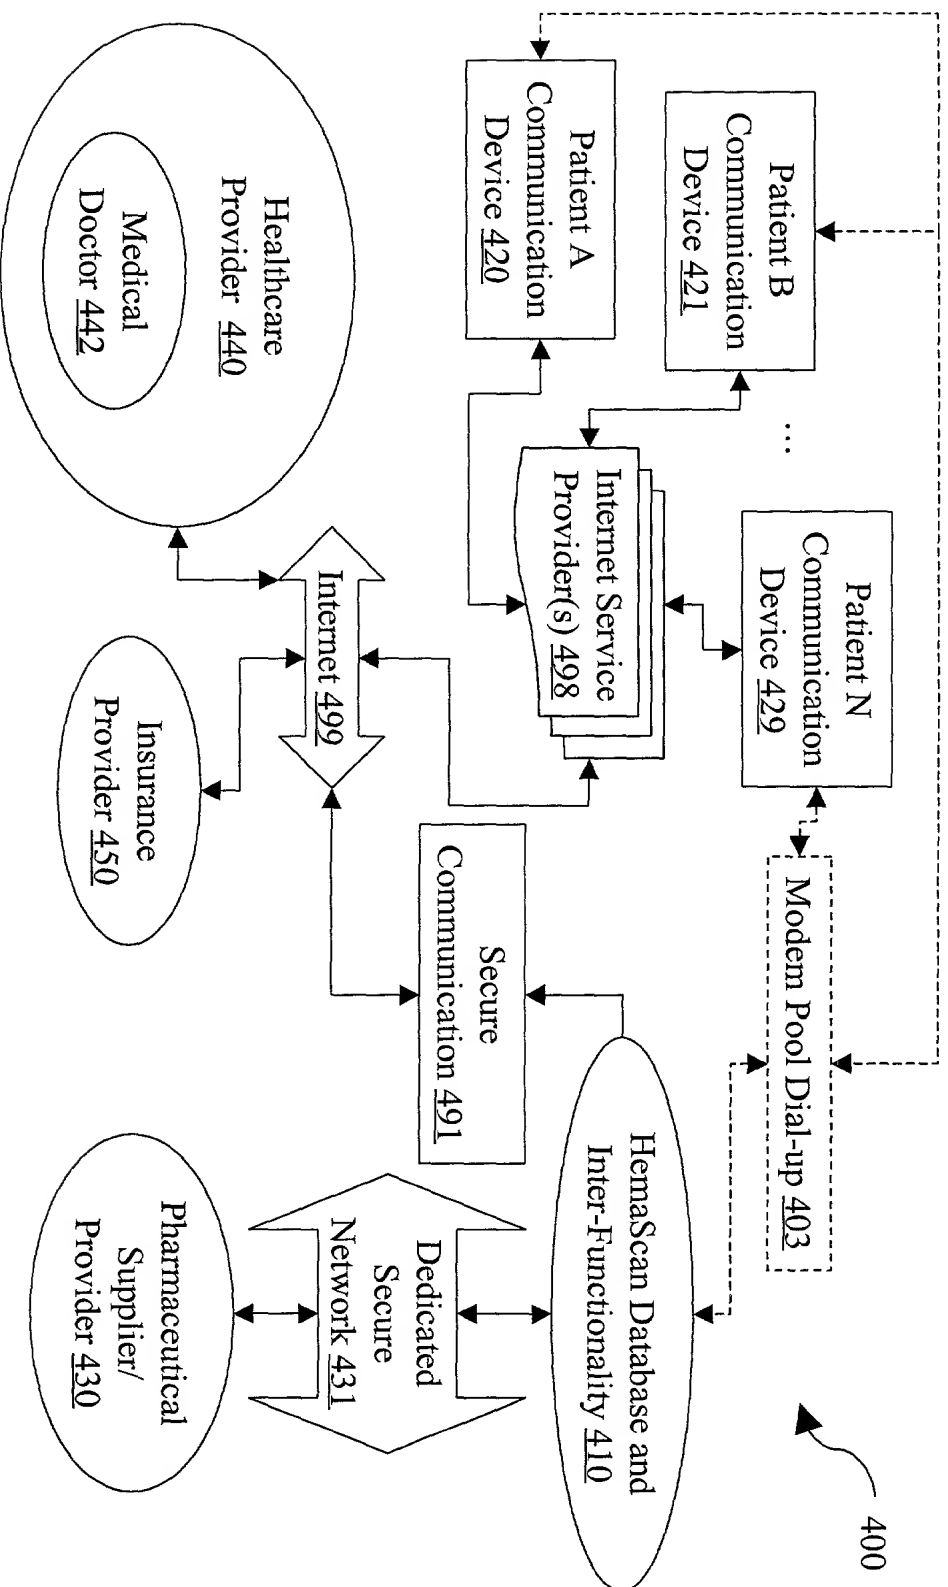 400
Patient B
Communication
Device 421
Patient A
Communication
Device 420
...
Patient N
Communication
Device 429
Modem Pool Dial-up 403
Internet Service
Provider(s) 498
HemaScan Database and
Inter-Functionality 410
Secure
Communication 491
Internet 499
Dedicated
Secure
Network 431
Healthcare
Provider 440
Medical
Doctor 442
Insurance
Provider 450
Pharmaceutical
Supplier/
Provider 430